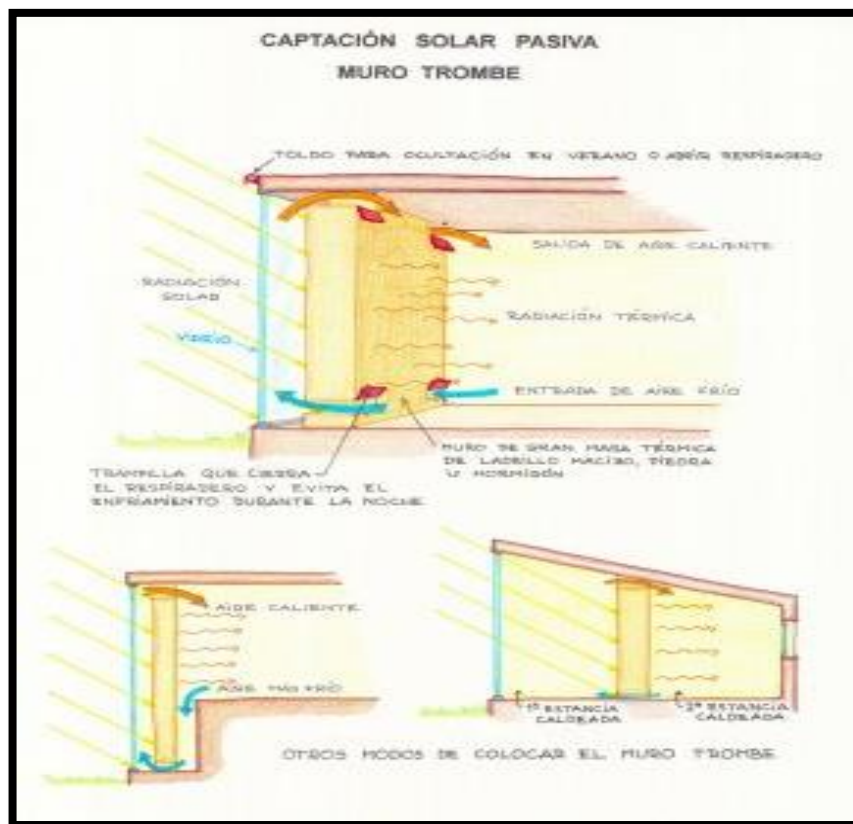 CAPTACIÓN SOLAR PASIVA
MURO TROMBE
TOLDO PARA OCULTACIÓN EN VERANO O ABRIR RESPIRADERO
SALIDA DE AIRE CALIENTE
RADIACIÓN
SOLAR
RADIACIÓN TÉRMICA
VIDRIO
ENTRADA DE AIRE FRÍO
MURO DE GRAN MASA TÉRMICA
DE LADRILLO MACIZO, PIEDRA
U HORMIGÓN
TRAMPILLA QUE CIERRA
EL RESPIRADERO Y EVITA EL
ENFRIAMIENTO DURANTE LA NOCHE
AIRE CALIENTE
AIRE MAS FRÍO
1ª ESTANCIA
CALDEADA
2ª ESTANCIA
CALDEADA
OTROS MODOS DE COLOCAR EL MURO TROMBE